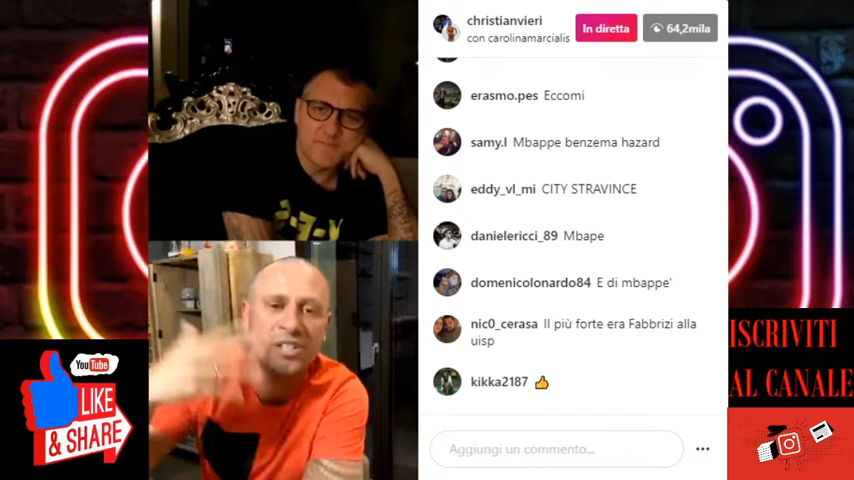 christianvieri
con carolinamarcialis
In diretta
64,2mila
erasmo.pes Eccomi
samy.l Mbappe benzema hazard
eddy_vl_mi CITY STRAVINCE
danielericci_89 Mbape
domenicolonardo84 E di mbappe'
nic0_cerasa Il più forte era Fabbrizi alla
uisp
kikka2187 👍
Aggiungi un commento...
You Tube
LIKE
& SHARE
ISCRIVITI
AL CANALE